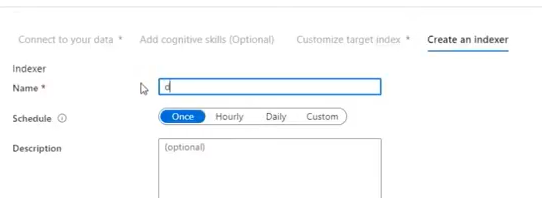 Connect to your data * Add cognitive skills (Optional) Customize target index * Create an indexer
Indexer
Name * d
Schedule Once Hourly Daily Custom
Description (optional)